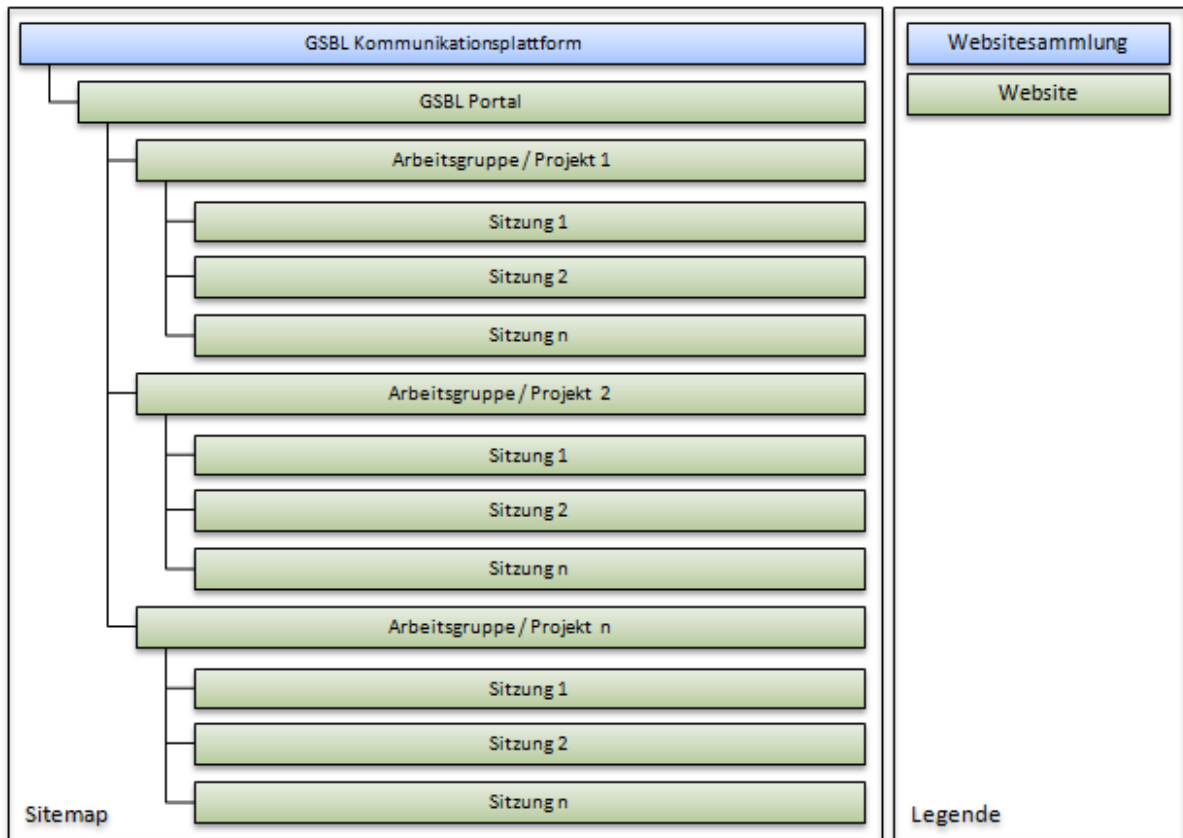 GSBL Kommunikationsplattform
GSBL Portal
Arbeitsgruppe / Projekt 1
Sitzung 1
Sitzung 2
Sitzung n
Arbeitsgruppe / Projekt 2
Sitzung 1
Sitzung 2
Sitzung n
Arbeitsgruppe / Projekt n
Sitzung 1
Sitzung 2
Sitzung n
Sitemap
Websitesammlung
Website
Legende